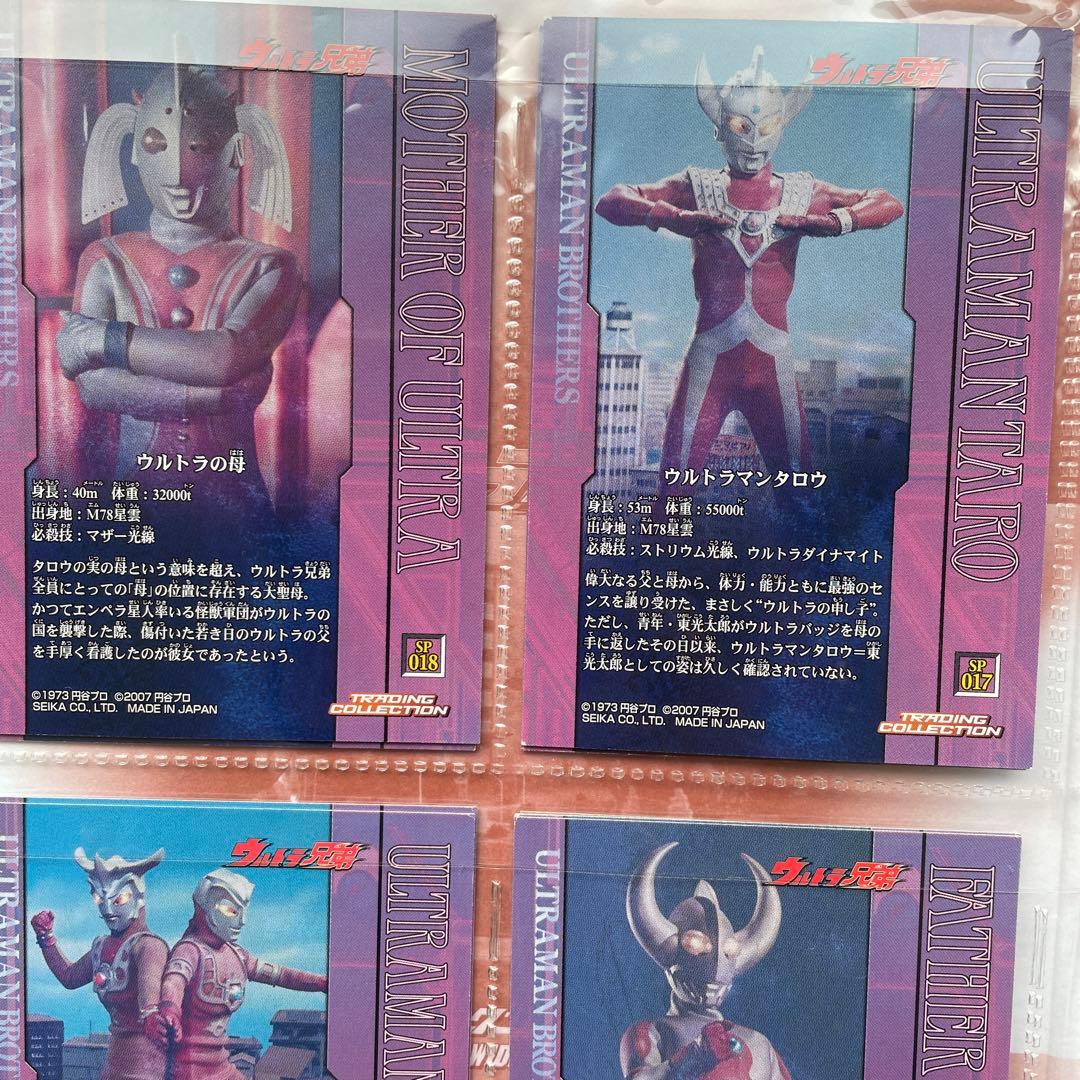 ウルトラ兄弟
MOTHER OF ULTRA
ULTRAMAN BROTHERS
ウルトラの母
身長：40m 体重：32000t
出身地：M78星雲
必殺技：マザー光線
タロウの実の母という意味を超え、ウルトラ兄弟
全員にとっての「母」の位置に存在する大聖母。
かつてエンペラ星人率いる怪獣軍団がウルトラの
国を襲撃した際、傷付いた若き日のウルトラの父
を手厚く看護したのが彼女であったという。
SP
018
©1973 円谷プロ ©2007 円谷プロ
SEIKA CO., LTD. MADE IN JAPAN
TRADING
COLLECTION
ウルトラ兄弟
ULTRAMAN TARO
ULTRAMAN BROTHERS
ウルトラマンタロウ
身長：53m 体重：55000t
出身地：M78星雲
必殺技：ストリウム光線、ウルトラダイナマイト
偉大なる父と母から、体力・能力ともに最強のセ
ンスを譲り受けた、まさしく“ウルトラの申し子”。
ただし、青年・東光太郎がウルトラバッジを母の
手に返したその日以来、ウルトラマンタロウ＝東
光太郎としての姿は久しく確認されていない。
SP
017
©1973 円谷プロ ©2007 円谷プロ
SEIKA CO., LTD. MADE IN JAPAN
TRADING
COLLECTION
ウルトラ兄弟
ULTRAMAN
ULTRAMAN BROT
ウルトラ兄弟
FATHER
ULTRAMAN BRO